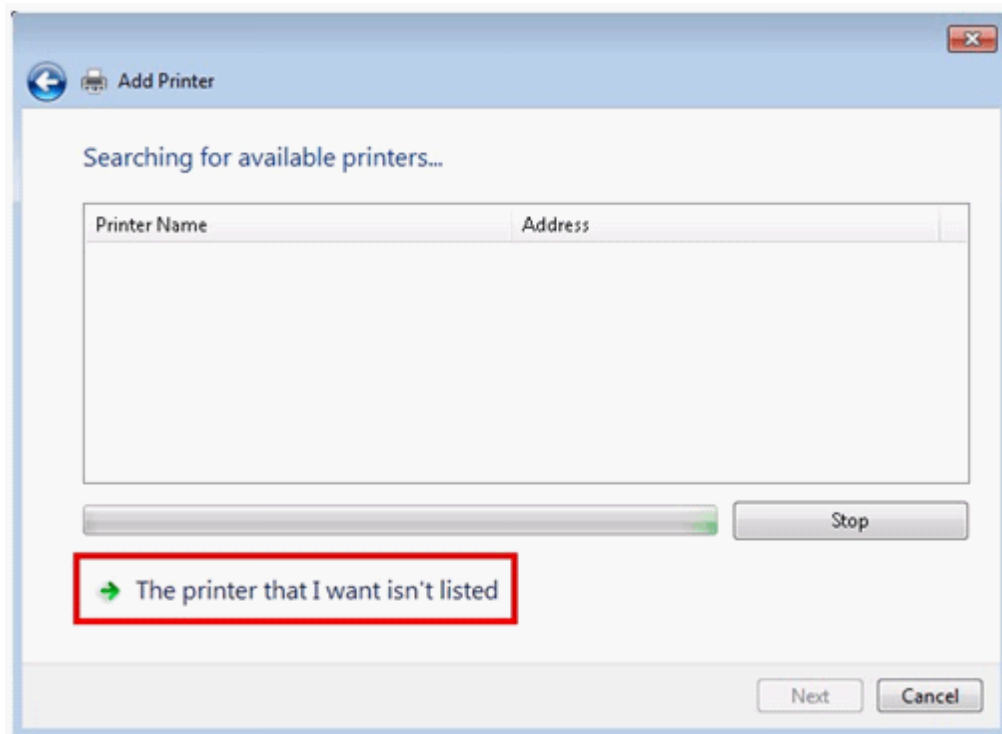 Add Printer
Searching for available printers...
Printer Name Address
Stop
The printer that I want isn't listed
Next Cancel